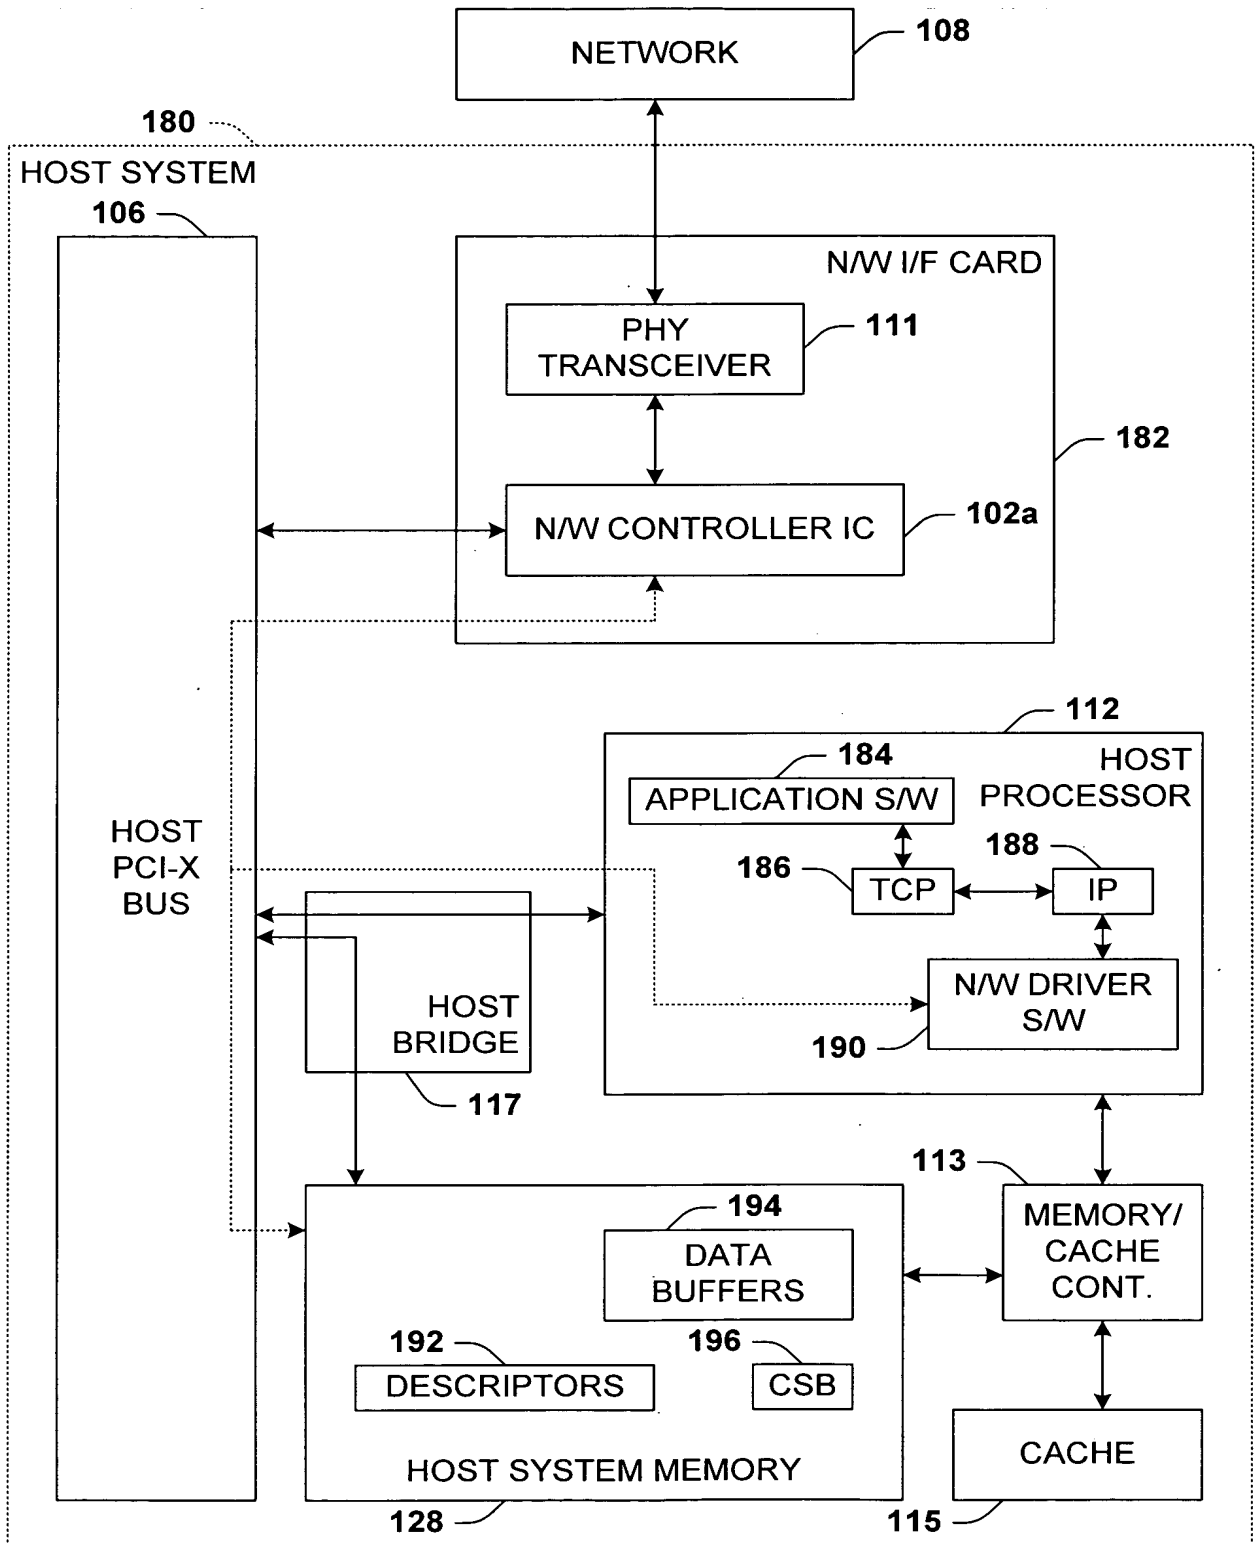 NETWORK
108
180
HOST SYSTEM
106
N/W I/F CARD
PHY
TRANSCEIVER
111
182
N/W CONTROLLER IC
102a
112
HOST
PROCESSOR
184
APPLICATION S/W
186
TCP
188
IP
HOST
PCI-X
BUS
N/W DRIVER
S/W
190
HOST
BRIDGE
117
113
MEMORY/
CACHE
CONT.
194
DATA
BUFFERS
192
DESCRIPTORS
196
CSB
HOST SYSTEM MEMORY
128
CACHE
115